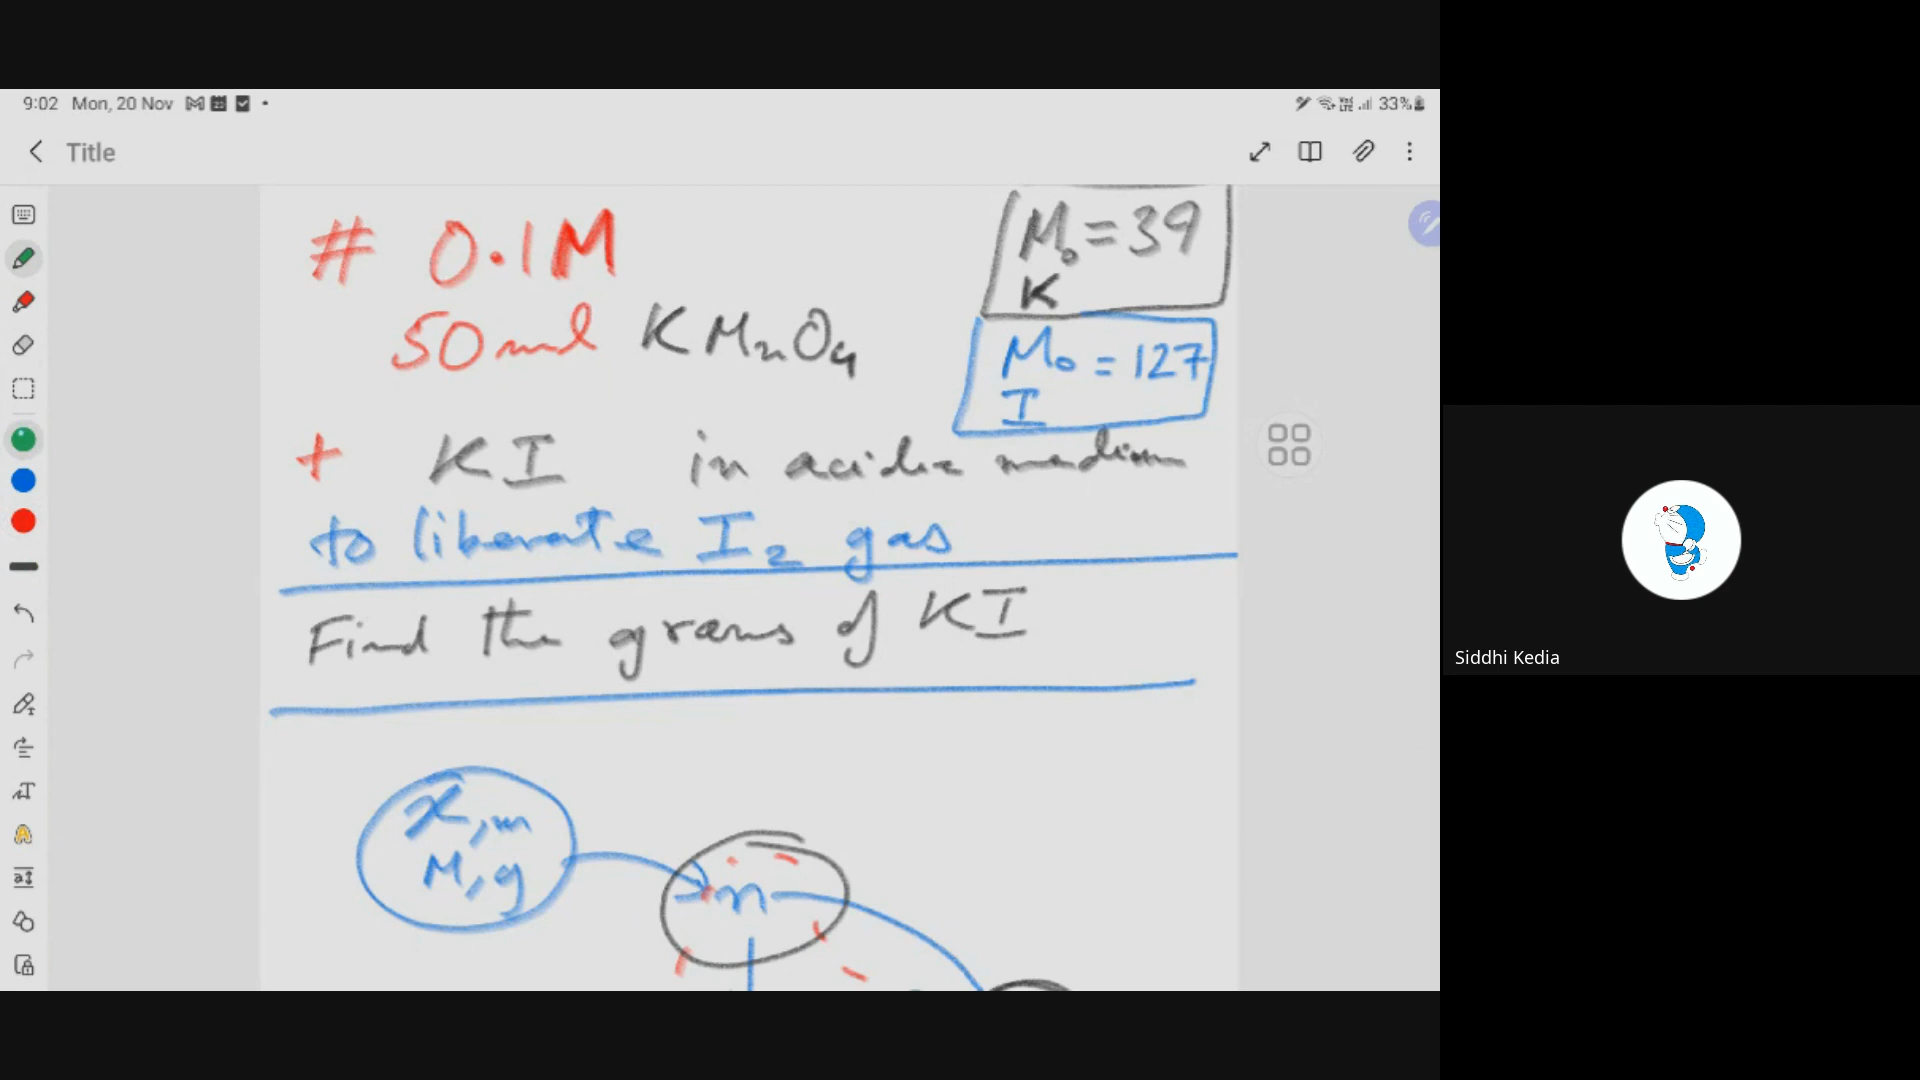 9:02 Mon, 20 Nov
33%
Title
# 0.1M
50ml KMnO4
M0 = 39
K
M0 = 127
I
+ KI in acidic medium
to liberate I2 gas
Find the grams of KI
x, m
M, g
n
Siddhi Kedia